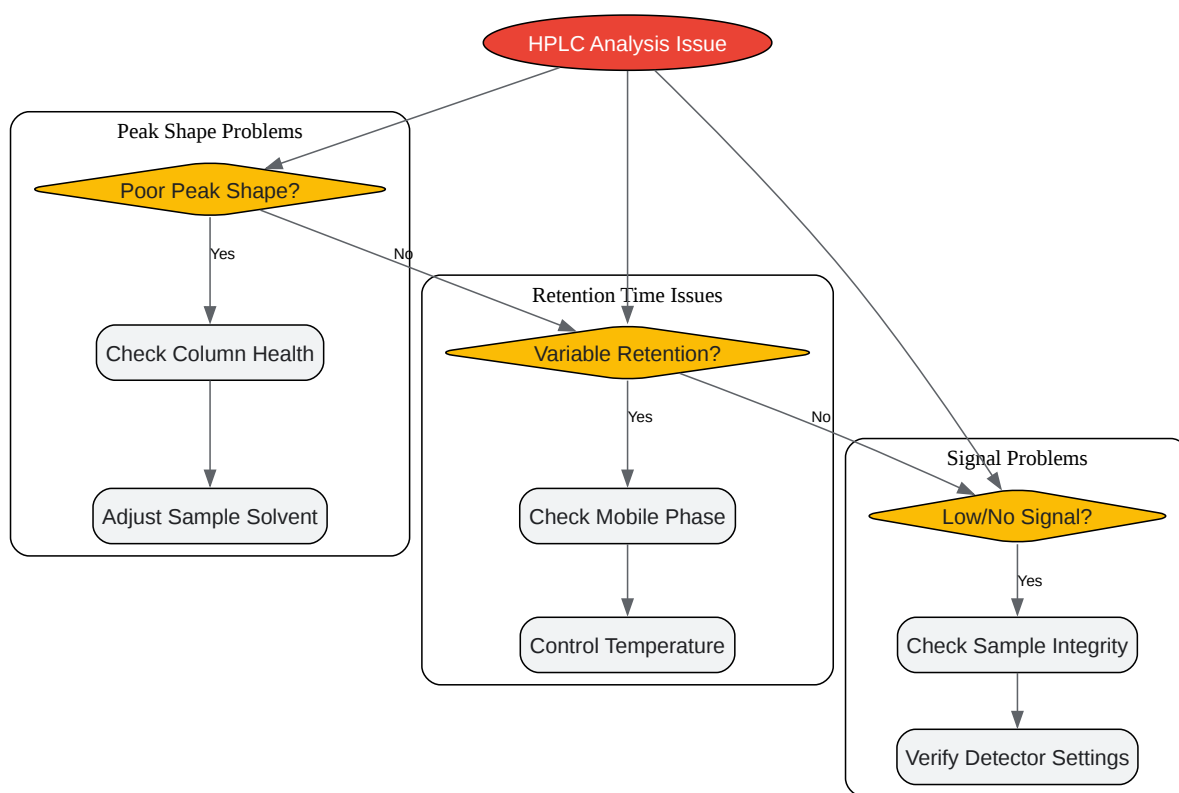 HPLC Analysis Issue
Peak Shape Problems
Poor Peak Shape?
Yes
No
Check Column Health
Adjust Sample Solvent
Retention Time Issues
Variable Retention?
Yes
No
Check Mobile Phase
Control Temperature
Signal Problems
Low/No Signal?
Yes
Check Sample Integrity
Verify Detector Settings